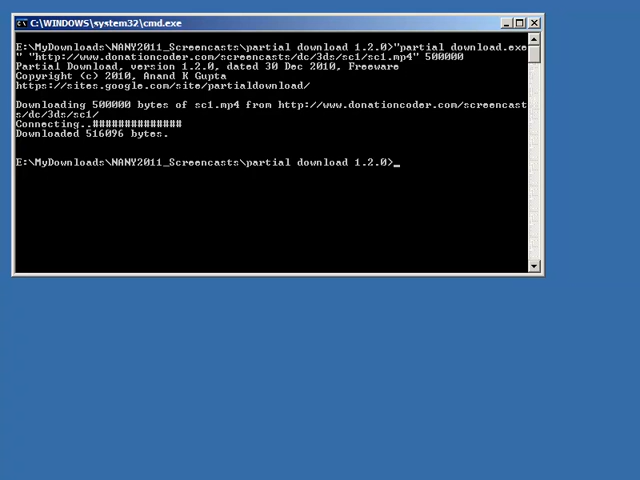 C:\WINDOWS\system32\cmd.exe
E:\MyDownloads\NANY2011_Screencasts\partial download 1.2.0>"partial download.exe
" "http://www.donationcoder.com/screencasts/dc/3ds/sc1/sc1.mp4" 500000
Partial Download, version 1.2.0, dated 30 Dec 2010, Freeware
Copyright (c) 2010, Anand K Gupta
https://sites.google.com/site/partialdownload/
Downloading 500000 bytes of sc1.mp4 from http://www.donationcoder.com/screencast
s/dc/3ds/sc1/
Connecting..##############
Downloaded 516096 bytes.
E:\MyDownloads\NANY2011_Screencasts\partial download 1.2.0>_